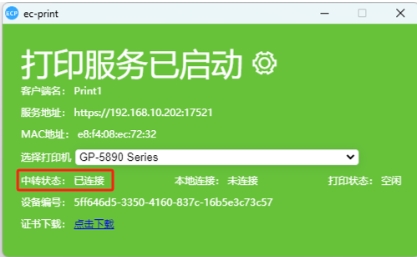 ECP ec-print
打印服务已启动
客户端名： Print1
服务地址： https://192.168.10.202:17521
MAC地址： e8:f4:08:ec:72:32
选择打印机 GP-5890 Series
中转状态： 已连接 本地连接： 未连接 打印状态： 空闲
设备编号： 5ff646d5-3350-4160-837c-16b5e3c73c57
证书下载： 点击下载